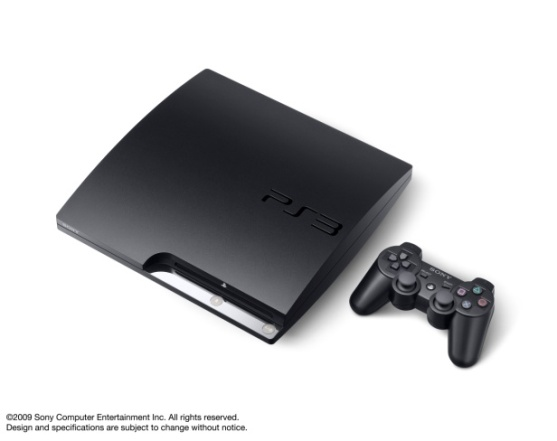 PS3
SONY
SONY
©2009 Sony Computer Entertainment Inc. All rights reserved.
Design and specifications are subject to change without notice.